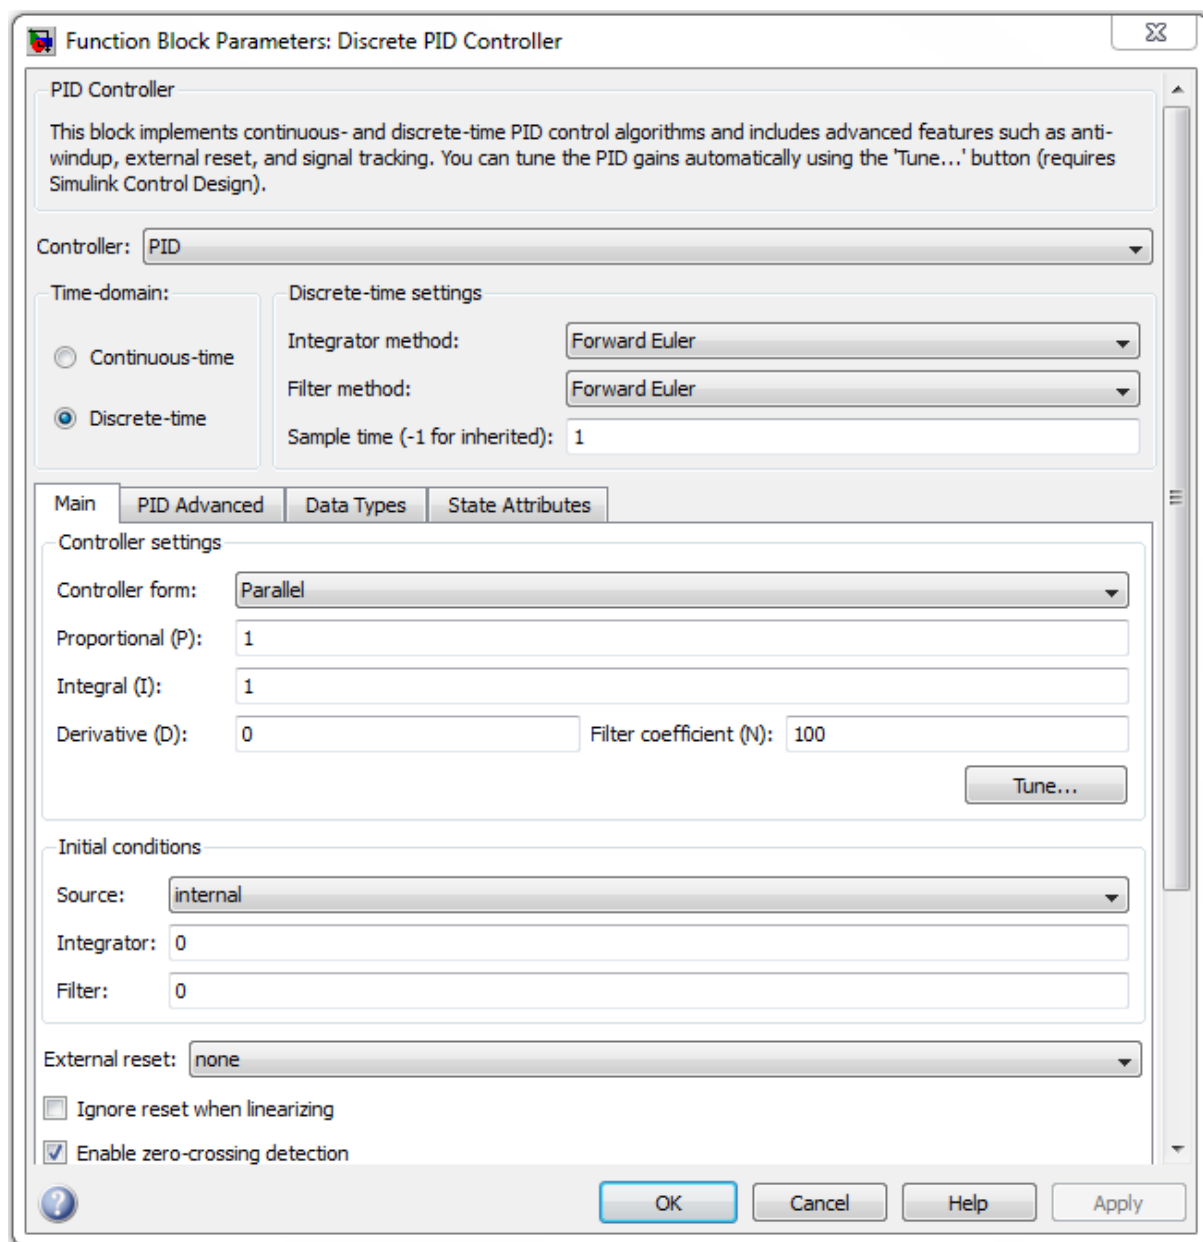 Function Block Parameters: Discrete PID Controller
PID Controller
This block implements continuous- and discrete-time PID control algorithms and includes advanced features such as anti-
windup, external reset, and signal tracking. You can tune the PID gains automatically using the 'Tune...' button (requires
Simulink Control Design).
Controller: PID
Time-domain:
Continuous-time
Discrete-time
Discrete-time settings
Integrator method: Forward Euler
Filter method: Forward Euler
Sample time (-1 for inherited): 1
Main PID Advanced Data Types State Attributes
Controller settings
Controller form: Parallel
Proportional (P): 1
Integral (I): 1
Derivative (D): 0 Filter coefficient (N): 100
Tune...
Initial conditions
Source: internal
Integrator: 0
Filter: 0
External reset: none
Ignore reset when linearizing
Enable zero-crossing detection
OK Cancel Help Apply